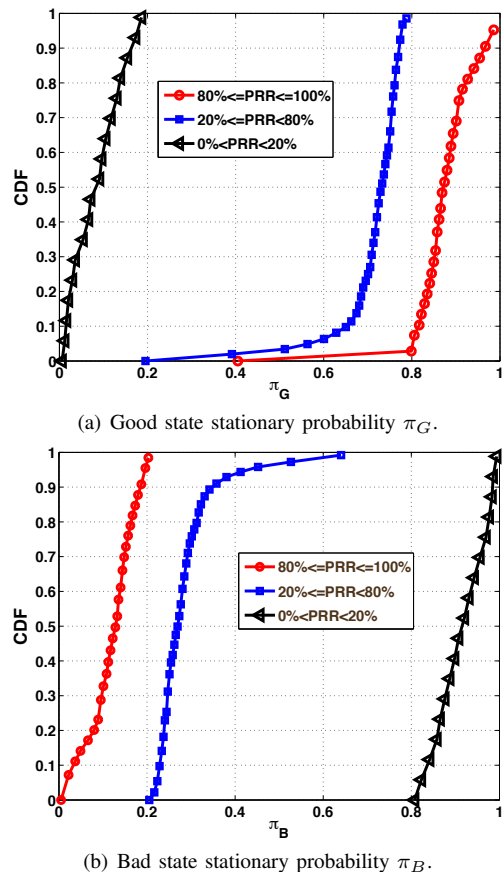 1
0.9
0.8
0.7
0.6
0.5
0.4
0.3
0.2
0.1
0
CDF
80%<=PRR<=100%
20%<=PRR<80%
0%<PRR<20%
0 0.2 0.4 0.6 0.8 1
π_G
(a) Good state stationary probability π_G.
1
0.9
0.8
0.7
0.6
0.5
0.4
0.3
0.2
0.1
0
CDF
80%<=PRR<=100%
20%<=PRR<80%
0%<PRR<20%
0 0.2 0.4 0.6 0.8 1
π_B
(b) Bad state stationary probability π_B.